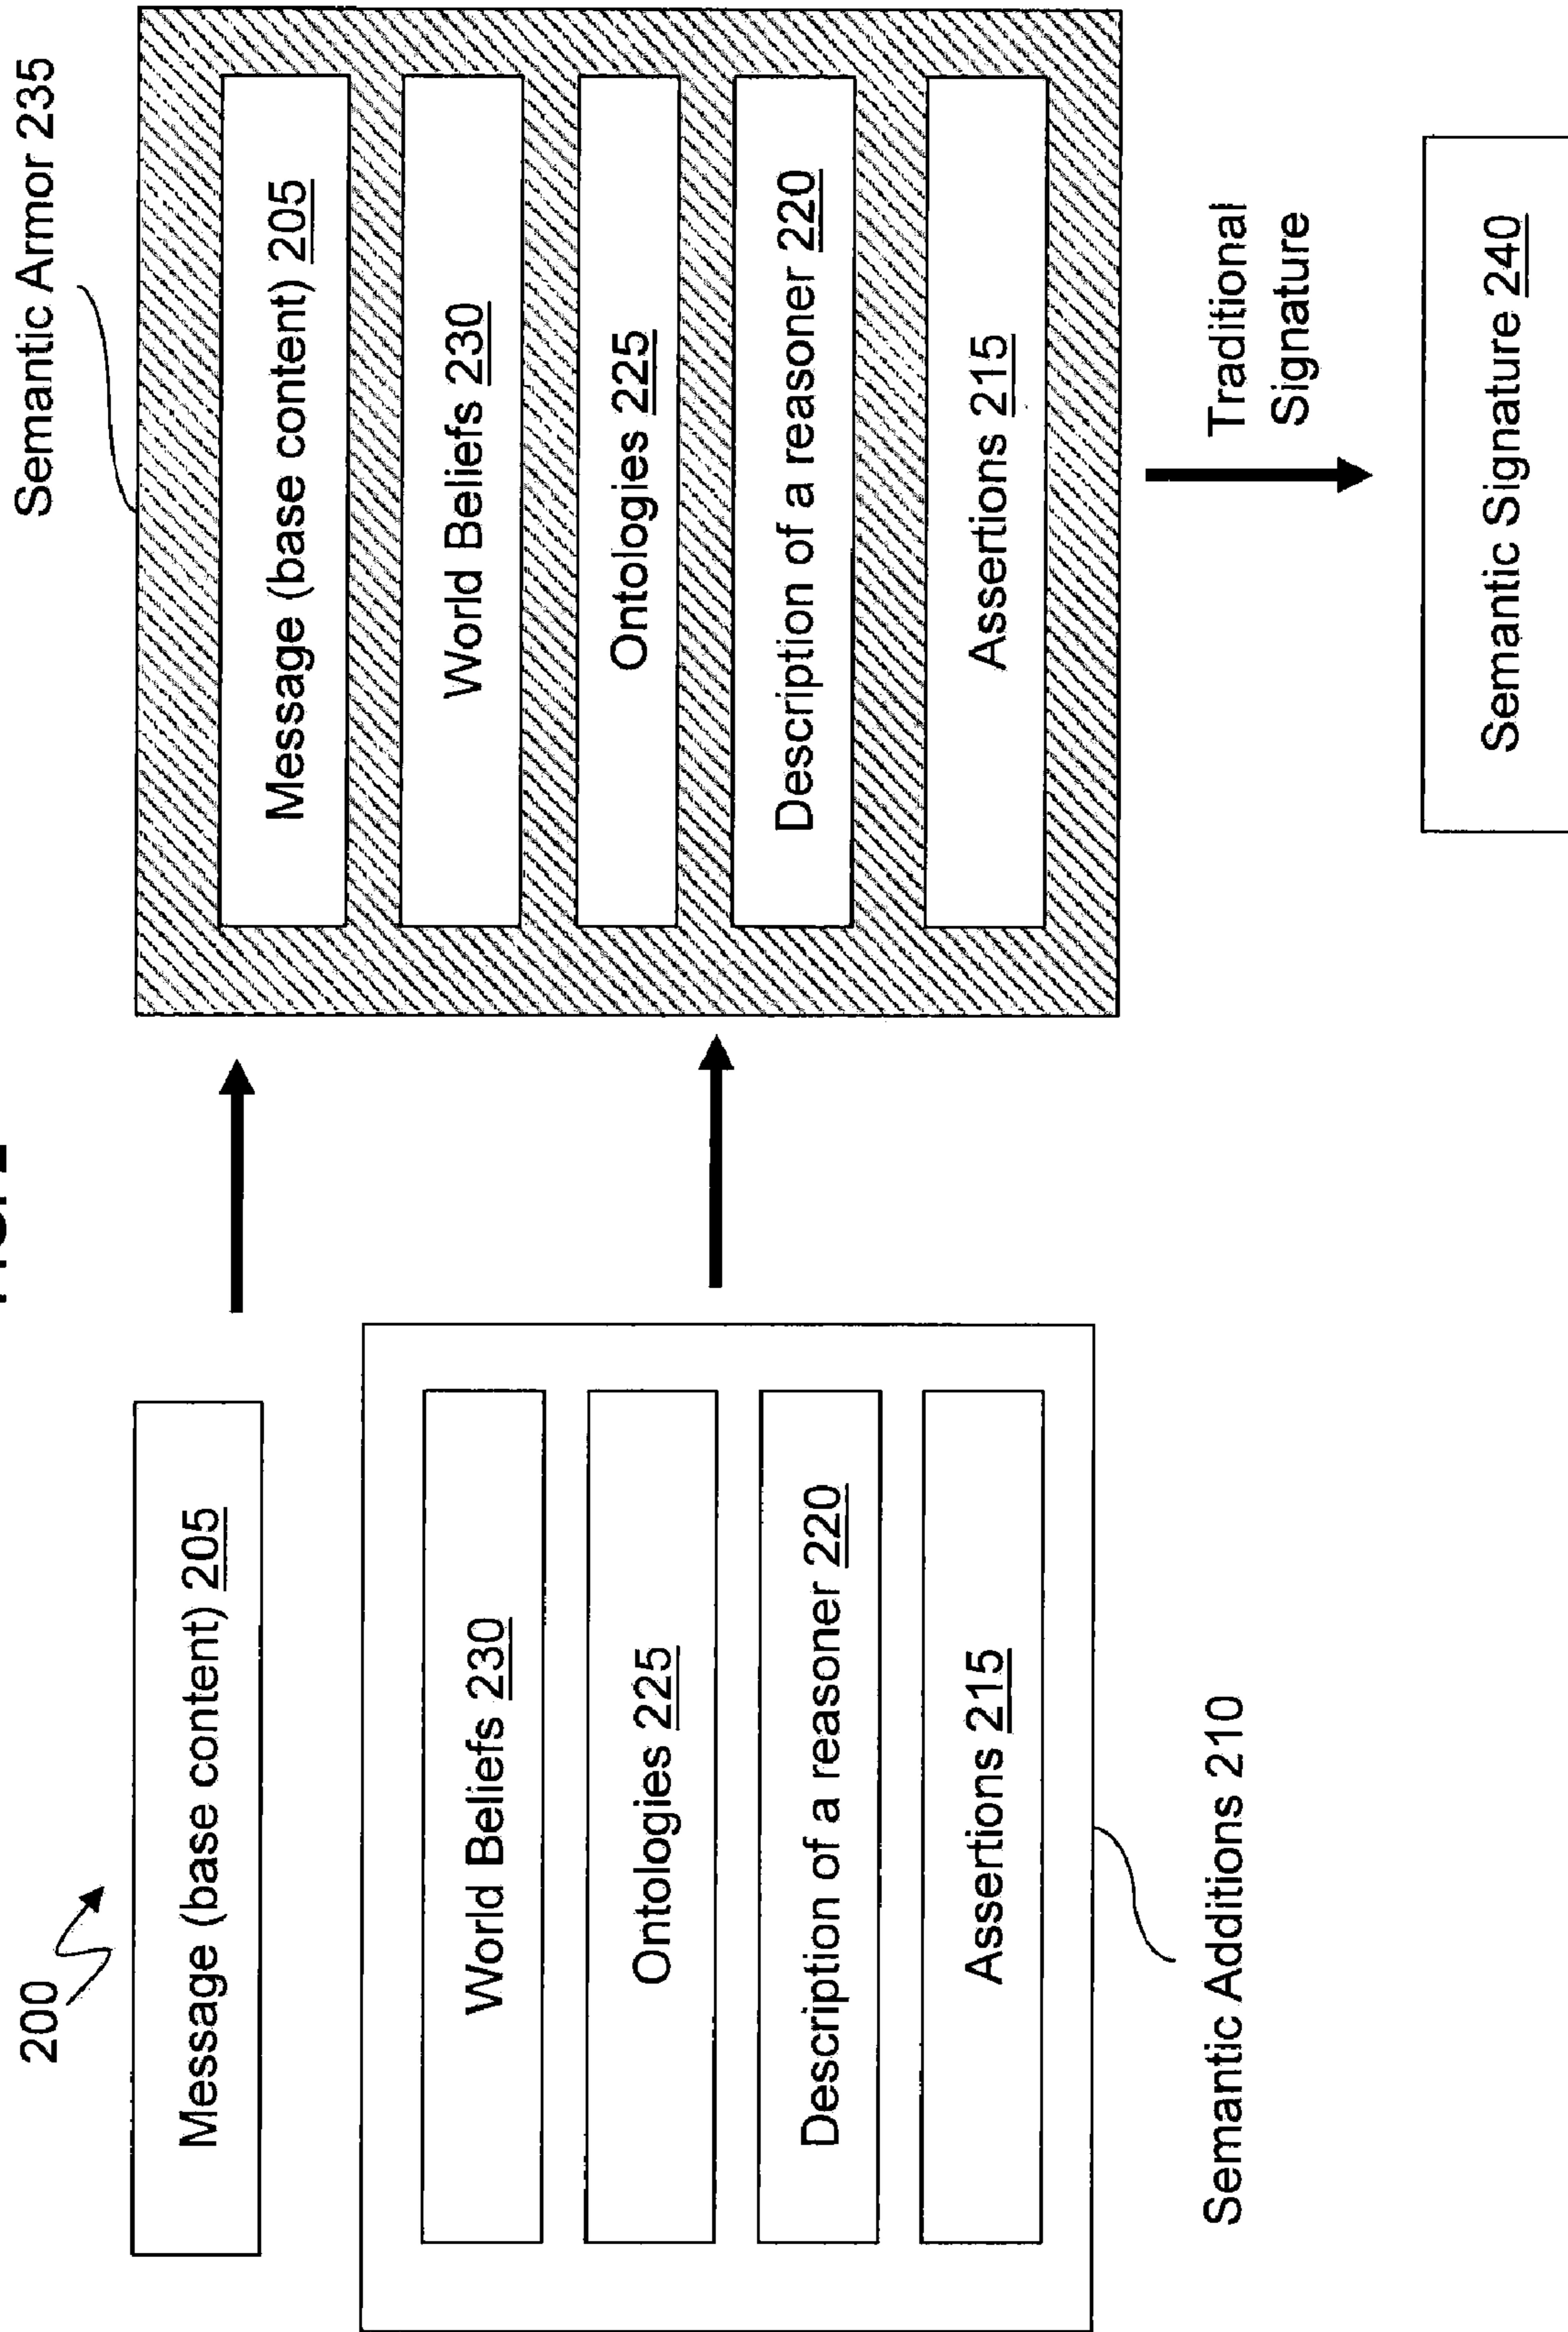 200
Message (base content) 205
World Beliefs 230
Ontologies 225
Description of a reasoner 220
Assertions 215
Semantic Additions 210
Semantic Armor 235
Message (base content) 205
World Beliefs 230
Ontologies 225
Description of a reasoner 220
Assertions 215
Traditional
Signature
Semantic Signature 240